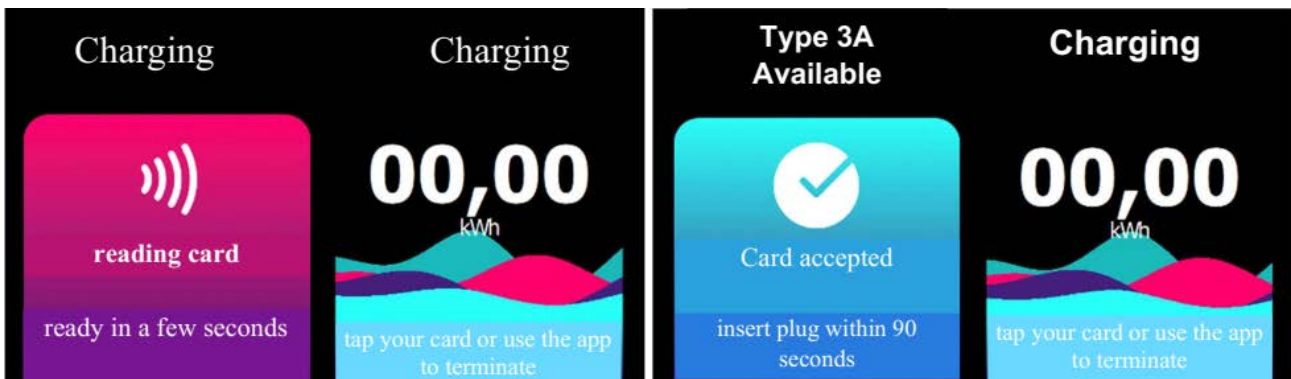 Charging
reading card
ready in a few seconds
Charging
00,00
kWh
tap your card or use the app
to terminate
Type 3A
Available
Card accepted
insert plug within 90
seconds
Charging
00,00
kWh
tap your card or use the app
to terminate